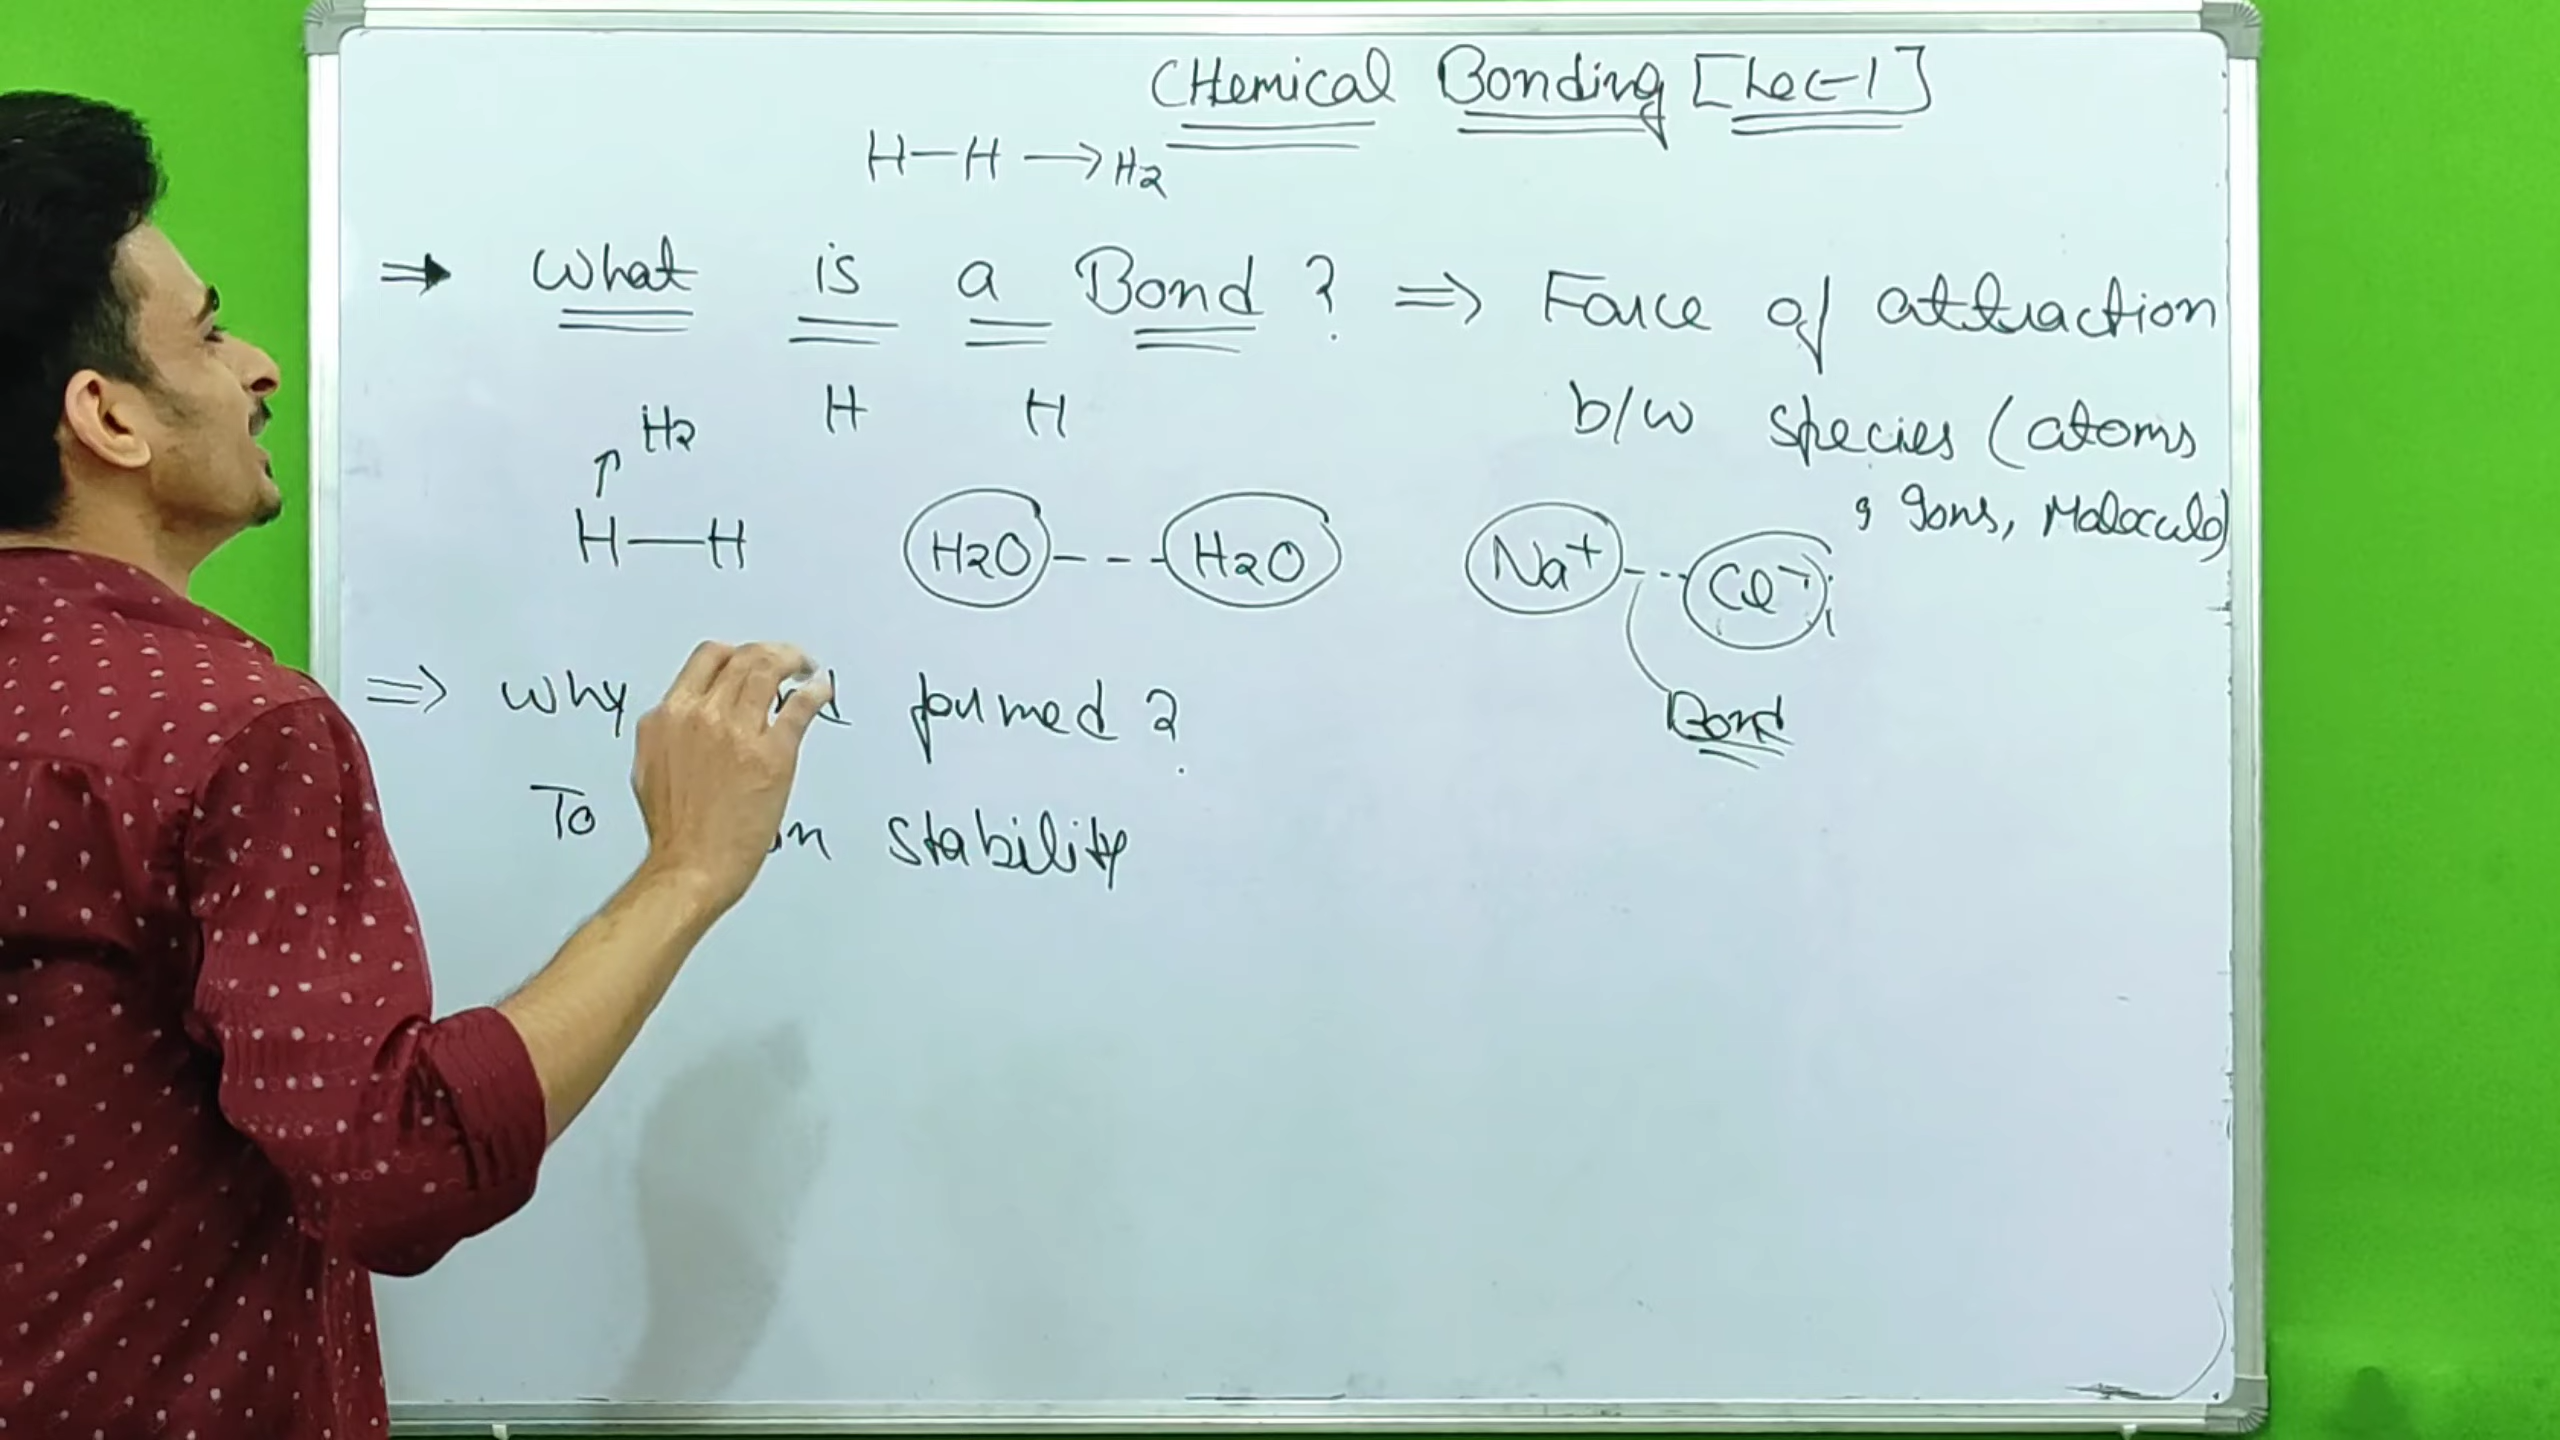 CHemical Bonding [Lec-1]
H—H → H2
⇒ What is a Bond ? ⇒ Force of attraction
b/w species (atoms
, Ions, Molecule)
H2 H H
↑
H—H H2O---H2O Na+---Cl-
⇒ why formed ?
Bond
To stability